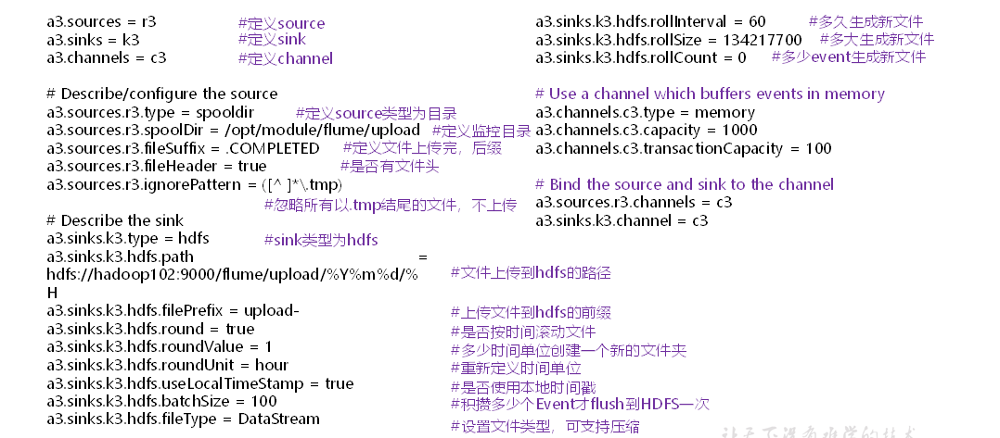 a3.sources = r3 #定义source
a3.sinks = k3 #定义sink
a3.channels = c3 #定义channel
# Describe/configure the source
a3.sources.r3.type = spooldir #定义source类型为目录
a3.sources.r3.spoolDir = /opt/module/flume/upload #定义监控目录
a3.sources.r3.fileSuffix = .COMPLETED #定义文件上传完，后缀
a3.sources.r3.fileHeader = true #是否有文件头
a3.sources.r3.ignorePattern = ([^ ]*\.tmp)
#忽略所有以.tmp结尾的文件，不上传
# Describe the sink
a3.sinks.k3.type = hdfs #sink类型为hdfs
a3.sinks.k3.hdfs.path =
hdfs://hadoop102:9000/flume/upload/%Y%m%d/% #文件上传到hdfs的路径
H
a3.sinks.k3.hdfs.filePrefix = upload- #上传文件到hdfs的前缀
a3.sinks.k3.hdfs.round = true #是否按时间滚动文件
a3.sinks.k3.hdfs.roundValue = 1 #多少时间单位创建一个新的文件夹
a3.sinks.k3.hdfs.roundUnit = hour #重新定义时间单位
a3.sinks.k3.hdfs.useLocalTimeStamp = true #是否使用本地时间戳
a3.sinks.k3.hdfs.batchSize = 100 #积攒多少个Event才flush到HDFS一次
a3.sinks.k3.hdfs.fileType = DataStream #设置文件类型，可支持压缩
a3.sinks.k3.hdfs.rollInterval = 60 #多久生成新文件
a3.sinks.k3.hdfs.rollSize = 134217700 #多大生成新文件
a3.sinks.k3.hdfs.rollCount = 0 #多少event生成新文件
# Use a channel which buffers events in memory
a3.channels.c3.type = memory
a3.channels.c3.capacity = 1000
a3.channels.c3.transactionCapacity = 100
# Bind the source and sink to the channel
a3.sources.r3.channels = c3
a3.sinks.k3.channel = c3